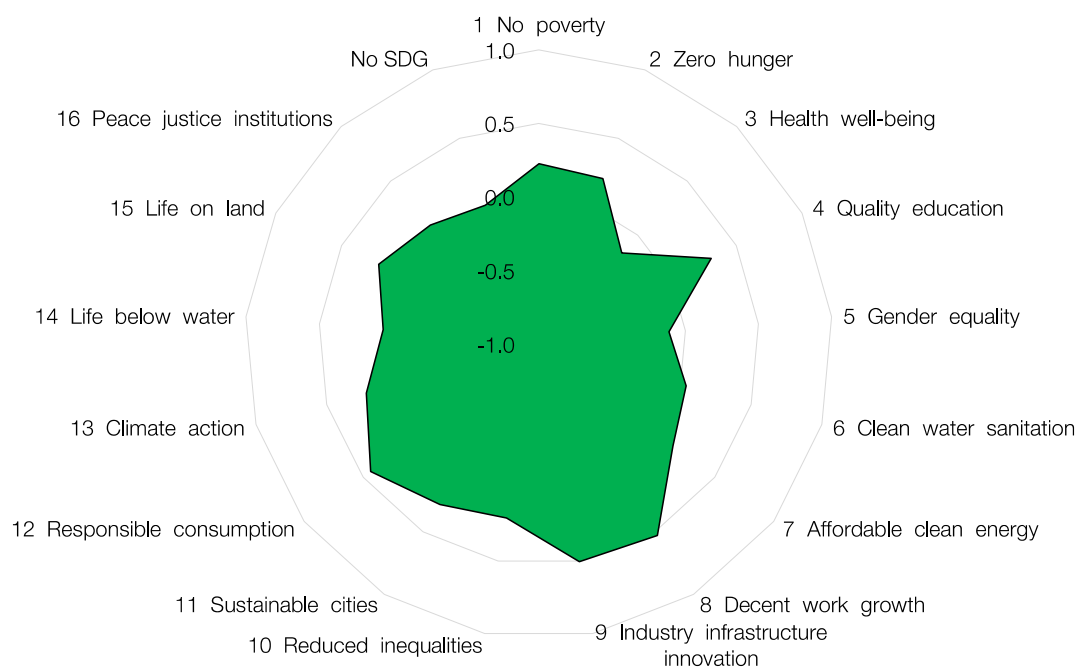 1 No poverty
1.0
No SDG
2 Zero hunger
16 Peace justice institutions
3 Health well-being
0.5
15 Life on land
0.0
4 Quality education
-0.5
14 Life below water
5 Gender equality
-1.0
13 Climate action
6 Clean water sanitation
12 Responsible consumption
7 Affordable clean energy
11 Sustainable cities
8 Decent work growth
10 Reduced inequalities
9 Industry infrastructure
innovation